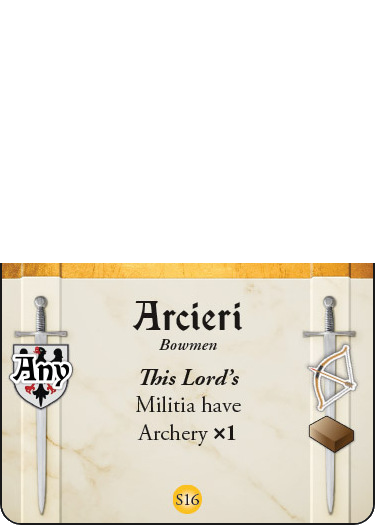 Arcieri
Bowmen
Any
This Lord's
Militia have
Archery ×1
S16